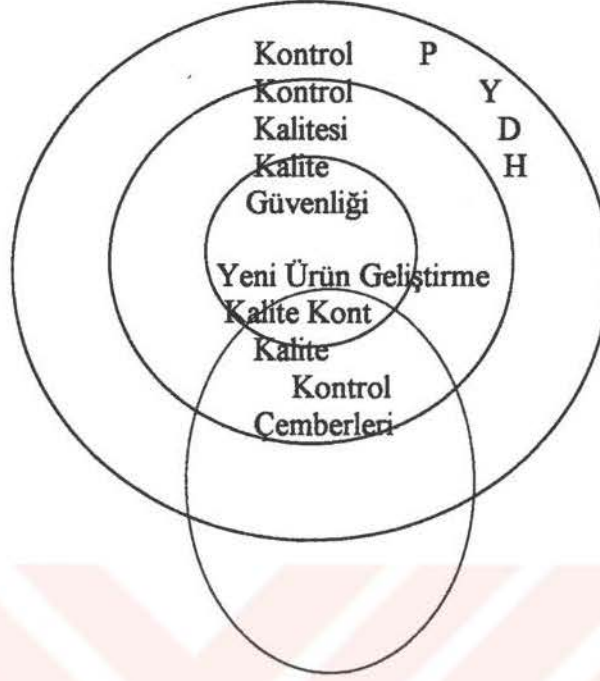 Kontrol P
Kontrol Y
Kalitesi D
Kalite H
Güvenliği
Yeni Ürün Geliştirme
Kalite Kont
Kalite
Kontrol
Çemberleri